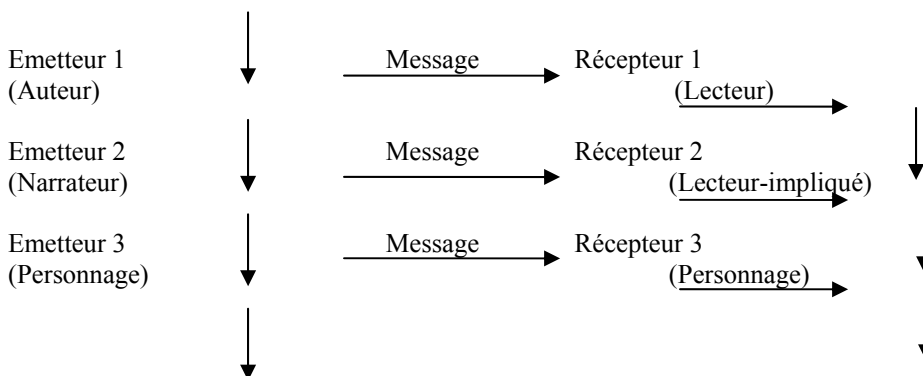 Emetteur 1 Message Récepteur 1
(Auteur) (Lecteur)
Emetteur 2 Message Récepteur 2
(Narrateur) (Lecteur-impliqué)
Emetteur 3 Message Récepteur 3
(Personnage) (Personnage)